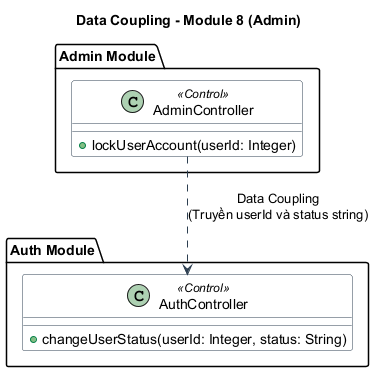 Data Coupling - Module 8 (Admin)
Admin Module
C
«Control»
AdminController
lockUserAccount(userId: Integer)
Data Coupling
(Truyền userId và status string)
Auth Module
C
«Control»
AuthController
changeUserStatus(userId: Integer, status: String)